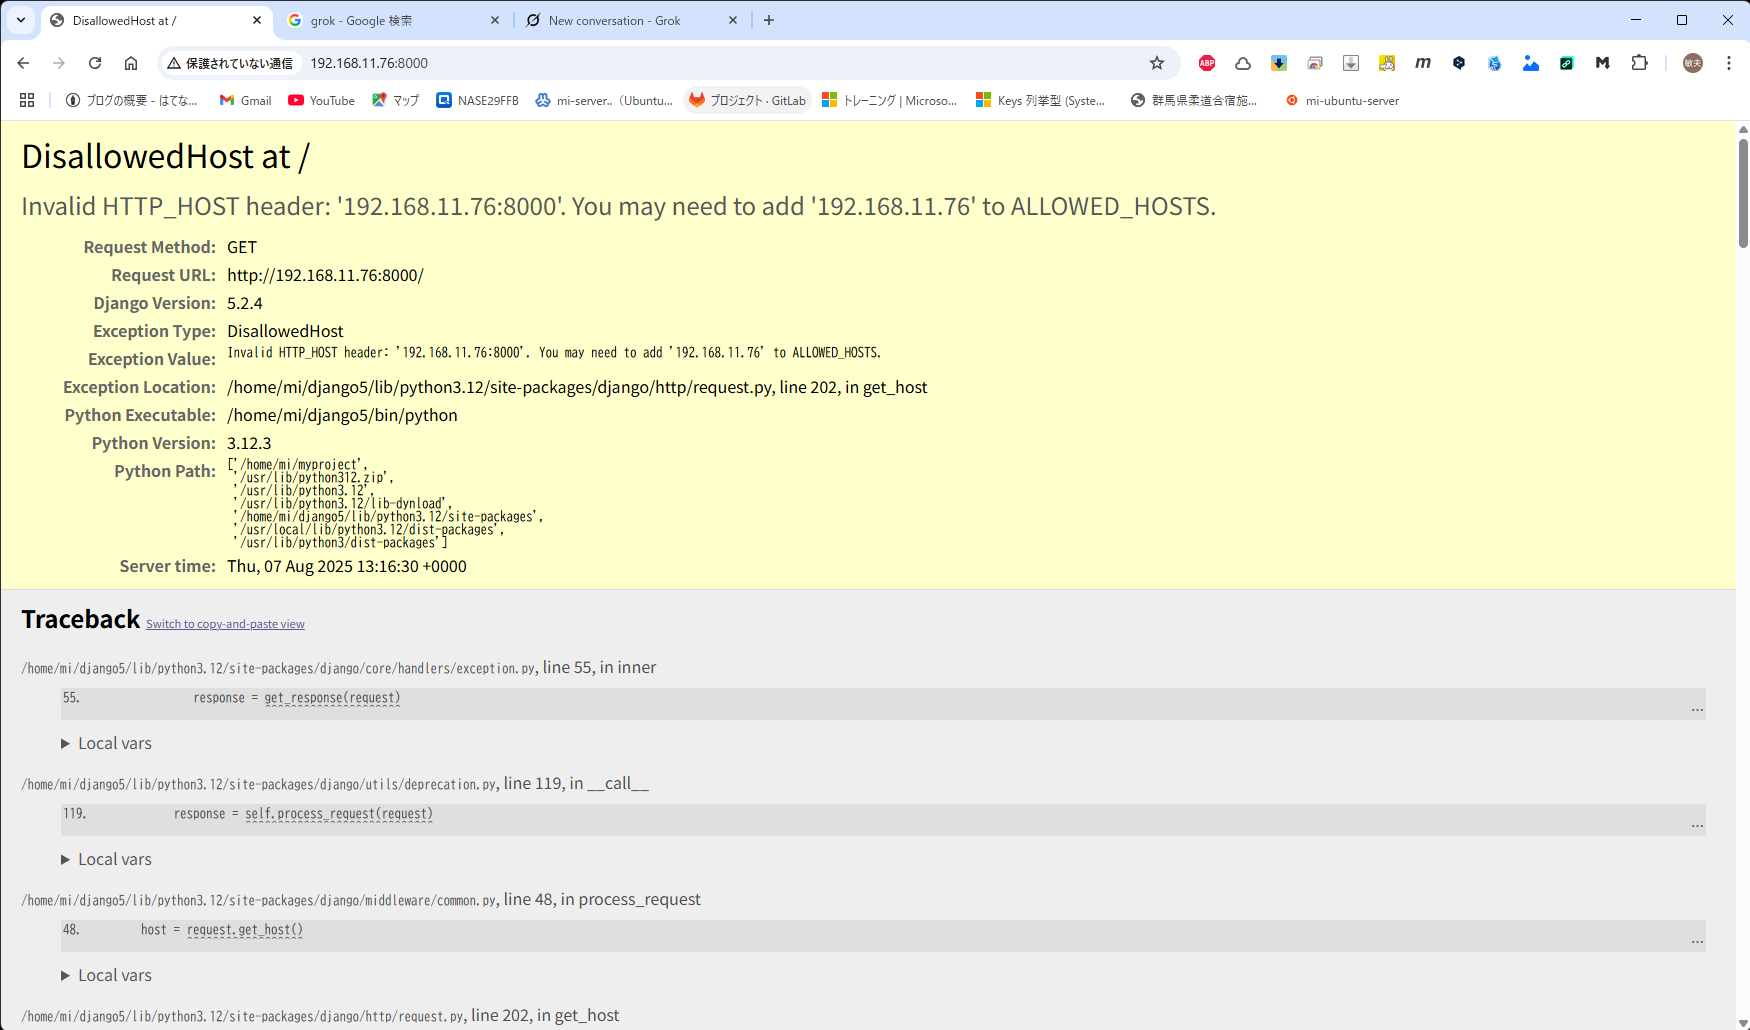 DisallowedHost at /
grok - Google 検索
New conversation - Grok
保護されていない通信
192.168.11.76:8000
ABP
m
M
敏夫
ブログの概要 - はてな...
Gmail
YouTube
マップ
NASE29FFB
mi-server..（Ubuntu...
プロジェクト · GitLab
トレーニング | Microso...
Keys 列挙型 (Syste...
群馬県柔道合宿施...
mi-ubuntu-server
DisallowedHost at /
Invalid HTTP_HOST header: '192.168.11.76:8000'. You may need to add '192.168.11.76' to ALLOWED_HOSTS.
Request Method: GET
Request URL: http://192.168.11.76:8000/
Django Version: 5.2.4
Exception Type: DisallowedHost
Exception Value: Invalid HTTP_HOST header: '192.168.11.76:8000'. You may need to add '192.168.11.76' to ALLOWED_HOSTS.
Exception Location: /home/mi/django5/lib/python3.12/site-packages/django/http/request.py, line 202, in get_host
Python Executable: /home/mi/django5/bin/python
Python Version: 3.12.3
Python Path: ['/home/mi/myproject',
'/usr/lib/python312.zip',
'/usr/lib/python3.12',
'/usr/lib/python3.12/lib-dynload',
'/home/mi/django5/lib/python3.12/site-packages',
'/usr/local/lib/python3.12/dist-packages',
'/usr/lib/python3/dist-packages']
Server time: Thu, 07 Aug 2025 13:16:30 +0000
Traceback Switch to copy-and-paste view
/home/mi/django5/lib/python3.12/site-packages/django/core/handlers/exception.py, line 55, in inner
55. response = get_response(request)
...
Local vars
/home/mi/django5/lib/python3.12/site-packages/django/utils/deprecation.py, line 119, in __call__
119. response = self.process_request(request)
...
Local vars
/home/mi/django5/lib/python3.12/site-packages/django/middleware/common.py, line 48, in process_request
48. host = request.get_host()
...
Local vars
/home/mi/django5/lib/python3.12/site-packages/django/http/request.py, line 202, in get_host